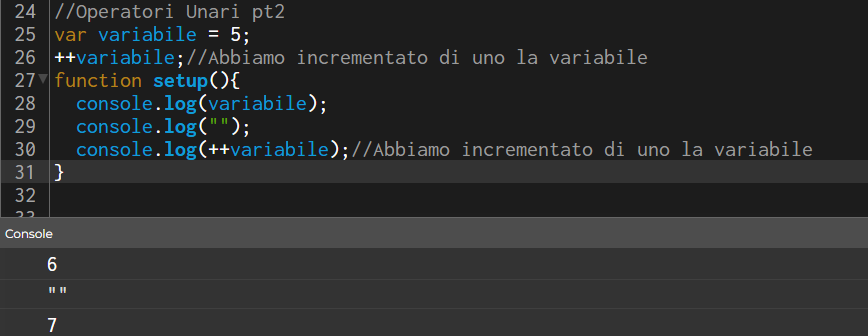 24 //Operatori Unari pt2
25 var variabile = 5;
26 ++variabile;//Abbiamo incrementato di uno la variabile
27 function setup(){
28 console.log(variabile);
29 console.log("");
30 console.log(++variabile);//Abbiamo incrementato di uno la variabile
31 }
32
33
Console
6
""
7